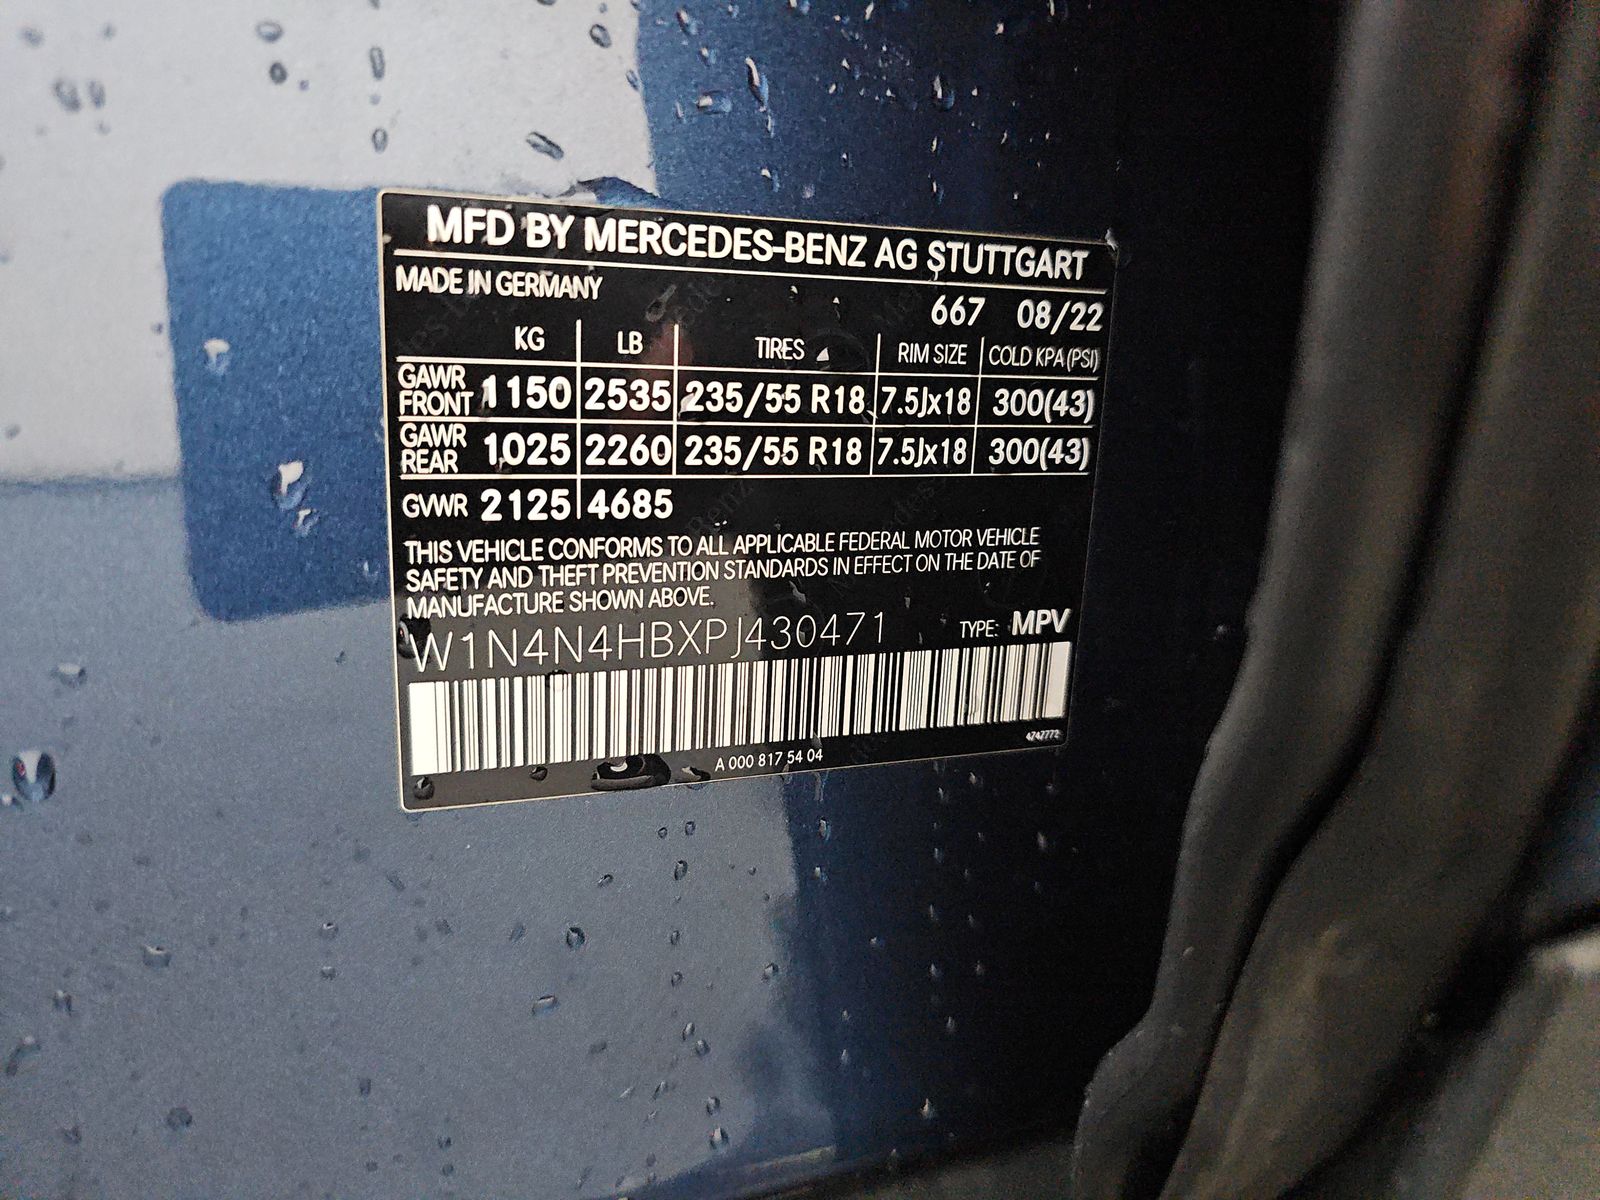 MFD BY MERCEDES-BENZ AG STUTTGART
MADE IN GERMANY
667 08/22
KG LB TIRES RIM SIZE COLD KPA (PSI)
GAWR FRONT 1150 2535 235/55 R18 7.5Jx18 300(43)
GAWR REAR 1025 2260 235/55 R18 7.5Jx18 300(43)
GVWR 2125 4685
THIS VEHICLE CONFORMS TO ALL APPLICABLE FEDERAL MOTOR VEHICLE
SAFETY AND THEFT PREVENTION STANDARDS IN EFFECT ON THE DATE OF
MANUFACTURE SHOWN ABOVE.
W1N4N4HBXPJ430471 TYPE: MPV
A 000 817 54 04
4747772